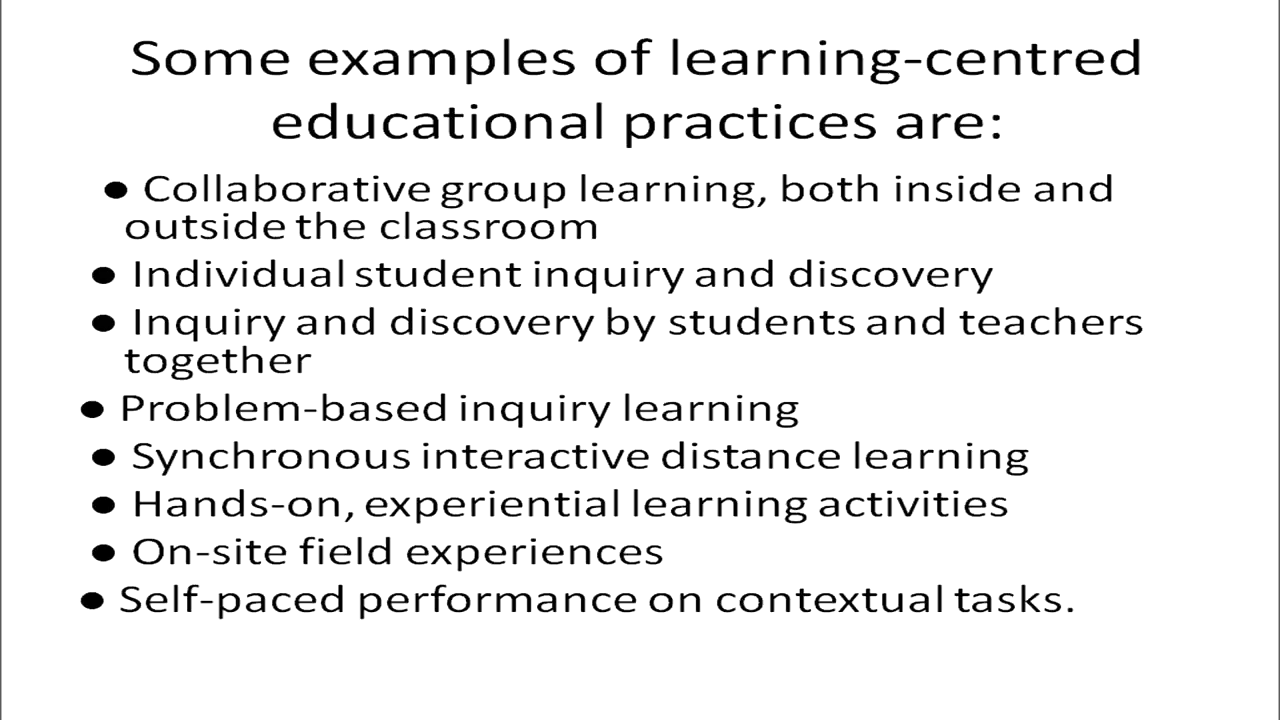 Some examples of learning-centred
educational practices are:
● Collaborative group learning, both inside and
outside the classroom
● Individual student inquiry and discovery
● Inquiry and discovery by students and teachers
together
● Problem-based inquiry learning
● Synchronous interactive distance learning
● Hands-on, experiential learning activities
● On-site field experiences
● Self-paced performance on contextual tasks.